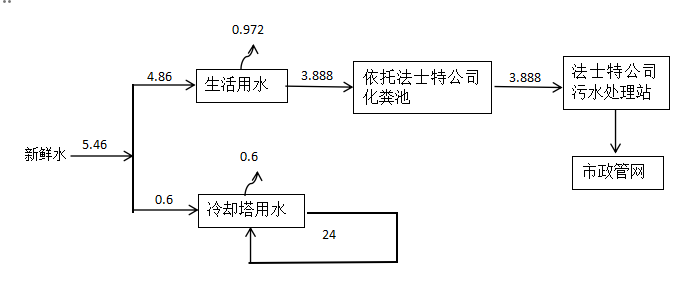 0.972
4.86
生活用水
3.888
依托法士特公司
化粪池
3.888
法士特公司
污水处理站
新鲜水
5.46
市政管网
0.6
0.6
冷却塔用水
24